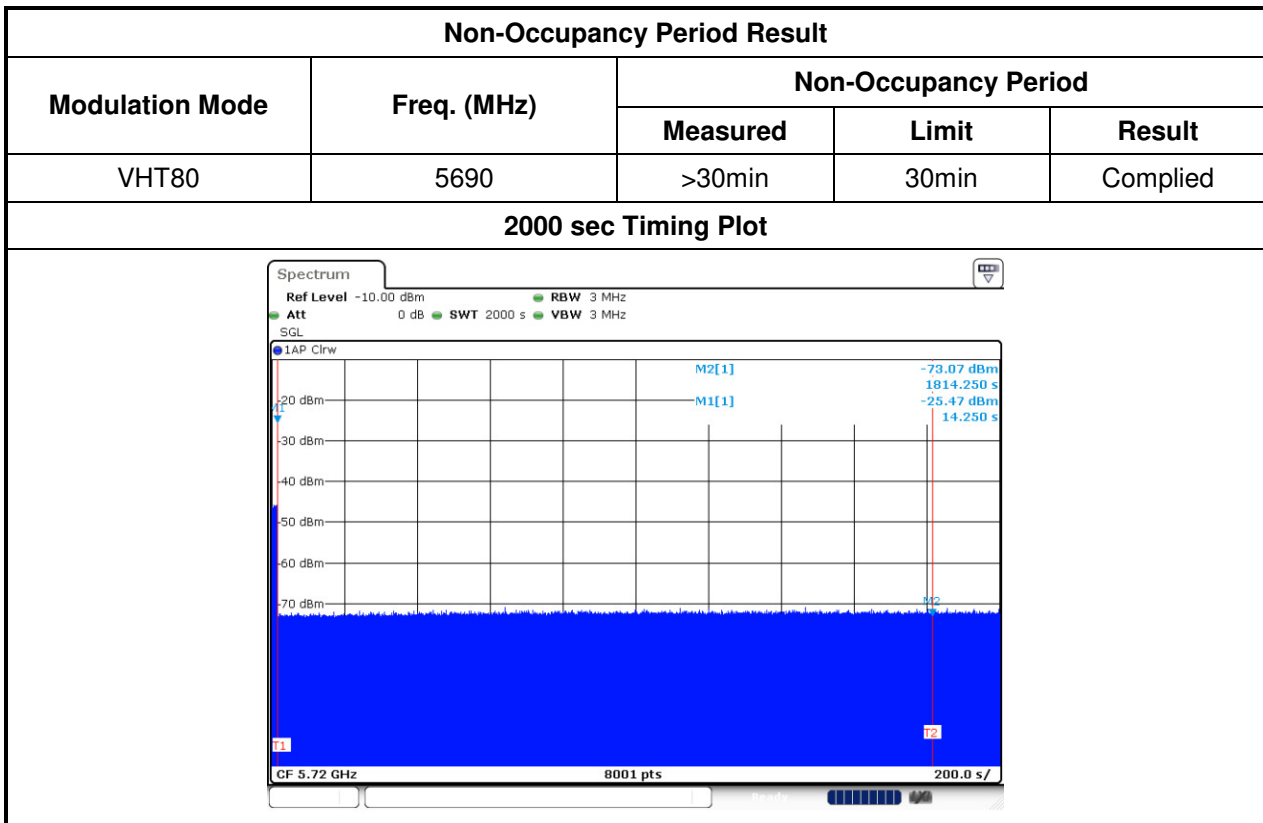 Non-Occupancy Period Result
Modulation Mode
Freq. (MHz)
Non-Occupancy Period
Measured
Limit
Result
VHT80
5690
>30min
30min
Complied
2000 sec Timing Plot
Spectrum
Ref Level -10.00 dBm
RBW 3 MHz
Att
0 dB
SWT 2000 s
VBW 3 MHz
SGL
1AP Clrw
M2[1]
-73.07 dBm
1814.250 s
M1[1]
-25.47 dBm
14.250 s
M1
-20 dBm
-30 dBm
-40 dBm
-50 dBm
-60 dBm
-70 dBm
M2
T1
T2
CF 5.72 GHz
8001 pts
200.0 s/
Ready